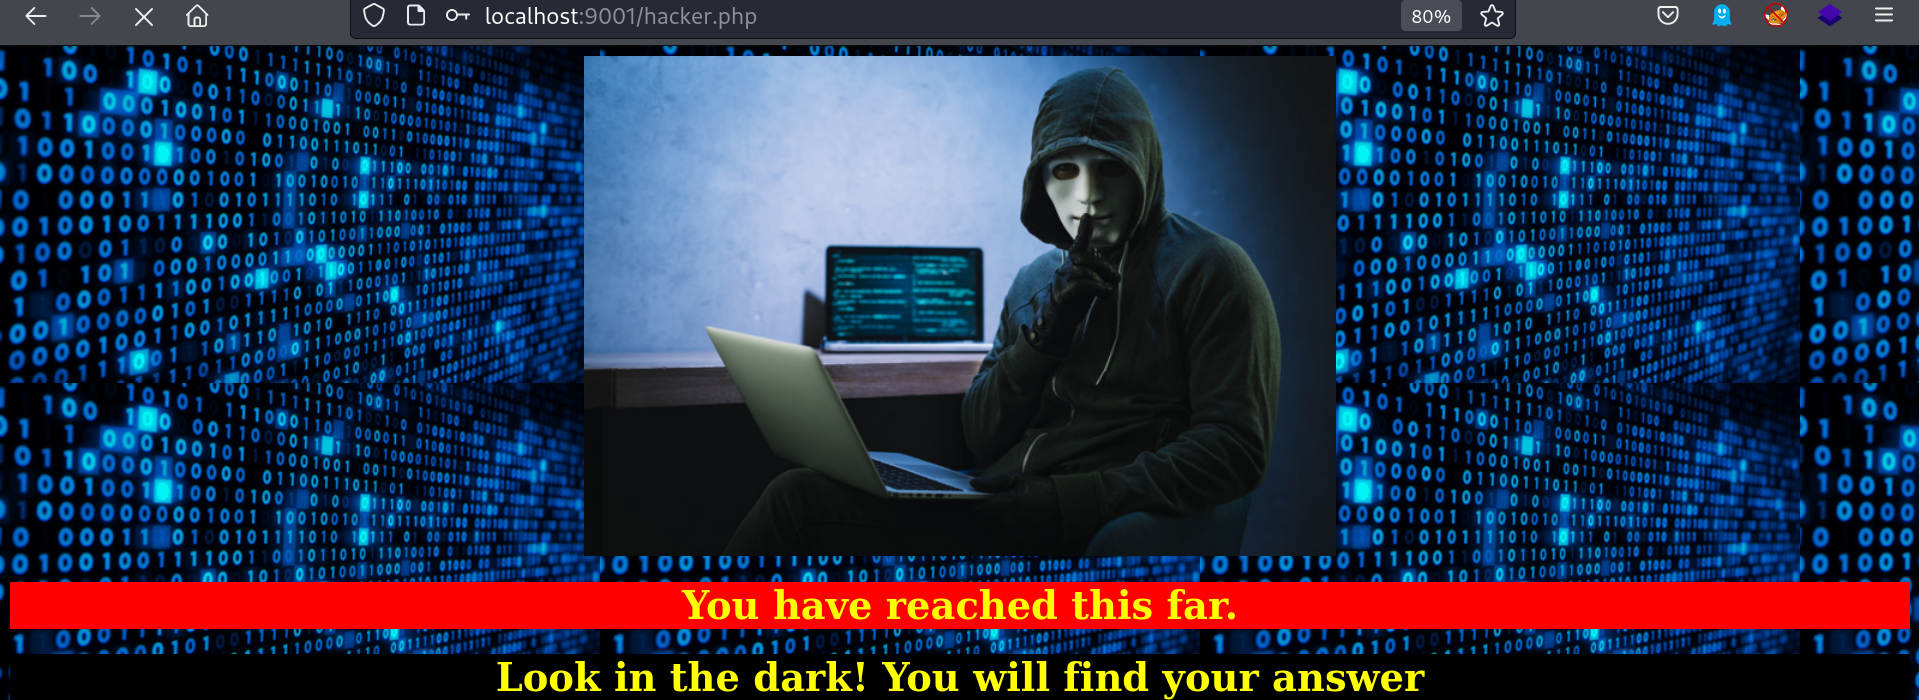 localhost:9001/hacker.php
80%
You have reached this far.
Look in the dark! You will find your answer